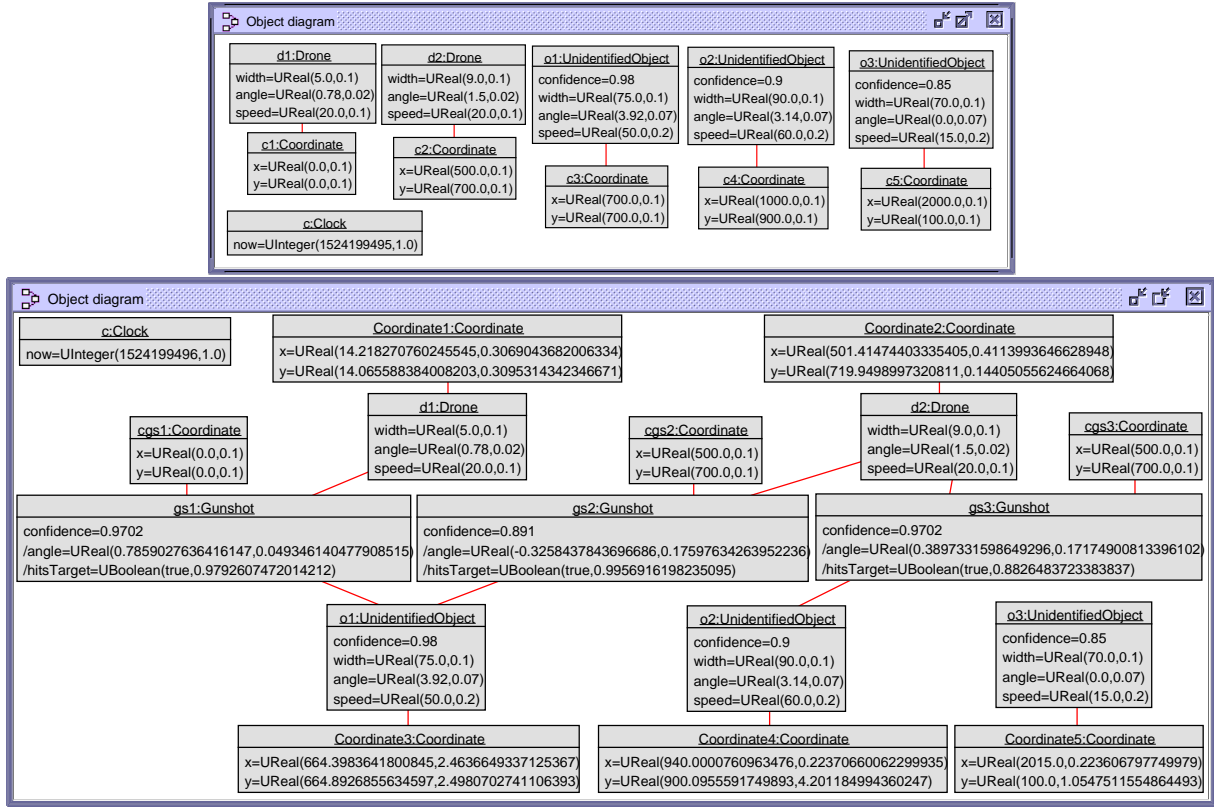 Object diagram
d1:Drone
width=UReal(5.0,0.1)
angle=UReal(0.78,0.02)
speed=UReal(20.0,0.1)
d2:Drone
width=UReal(9.0,0.1)
angle=UReal(1.5,0.02)
speed=UReal(20.0,0.1)
o1:UnidentifiedObject
confidence=0.98
width=UReal(75.0,0.1)
angle=UReal(3.92,0.07)
speed=UReal(50.0,0.2)
o2:UnidentifiedObject
confidence=0.9
width=UReal(90.0,0.1)
angle=UReal(3.14,0.07)
speed=UReal(60.0,0.2)
o3:UnidentifiedObject
confidence=0.85
width=UReal(70.0,0.1)
angle=UReal(0.0,0.07)
speed=UReal(15.0,0.2)
c1:Coordinate
x=UReal(0.0,0.1)
y=UReal(0.0,0.1)
c2:Coordinate
x=UReal(500.0,0.1)
y=UReal(700.0,0.1)
c3:Coordinate
x=UReal(700.0,0.1)
y=UReal(700.0,0.1)
c4:Coordinate
x=UReal(1000.0,0.1)
y=UReal(900.0,0.1)
c5:Coordinate
x=UReal(2000.0,0.1)
y=UReal(100.0,0.1)
c:Clock
now=UInteger(1524199495,1.0)
Object diagram
c:Clock
now=UInteger(1524199496,1.0)
Coordinate1:Coordinate
x=UReal(14.218270760245545,0.3069043682006334)
y=UReal(14.065588384008203,0.3095314342346671)
Coordinate2:Coordinate
x=UReal(501.41474403335405,0.4113993646628948)
y=UReal(719.9498997320811,0.14405055624664068)
cgs1:Coordinate
x=UReal(0.0,0.1)
y=UReal(0.0,0.1)
d1:Drone
width=UReal(5.0,0.1)
angle=UReal(0.78,0.02)
speed=UReal(20.0,0.1)
cgs2:Coordinate
x=UReal(500.0,0.1)
y=UReal(700.0,0.1)
d2:Drone
width=UReal(9.0,0.1)
angle=UReal(1.5,0.02)
speed=UReal(20.0,0.1)
cgs3:Coordinate
x=UReal(500.0,0.1)
y=UReal(700.0,0.1)
gs1:Gunshot
confidence=0.9702
/angle=UReal(0.7859027636416147,0.049346140477908515)
/hitsTarget=UBoolean(true,0.9792607472014212)
gs2:Gunshot
confidence=0.891
/angle=UReal(-0.3258437843696686,0.17597634263952236)
/hitsTarget=UBoolean(true,0.9956916198235095)
gs3:Gunshot
confidence=0.9702
/angle=UReal(0.3897331598649296,0.17174900813396102)
/hitsTarget=UBoolean(true,0.8826483723383837)
o1:UnidentifiedObject
confidence=0.98
width=UReal(75.0,0.1)
angle=UReal(3.92,0.07)
speed=UReal(50.0,0.2)
o2:UnidentifiedObject
confidence=0.9
width=UReal(90.0,0.1)
angle=UReal(3.14,0.07)
speed=UReal(60.0,0.2)
o3:UnidentifiedObject
confidence=0.85
width=UReal(70.0,0.1)
angle=UReal(0.0,0.07)
speed=UReal(15.0,0.2)
Coordinate3:Coordinate
x=UReal(664.3983641800845,2.4636649337125367)
y=UReal(664.8926855634597,2.4980702741106393)
Coordinate4:Coordinate
x=UReal(940.0000760963476,0.22370660062299935)
y=UReal(900.0955591749893,4.201184994360247)
Coordinate5:Coordinate
x=UReal(2015.0,0.223606797749979)
y=UReal(100.0,1.0547511554864493)